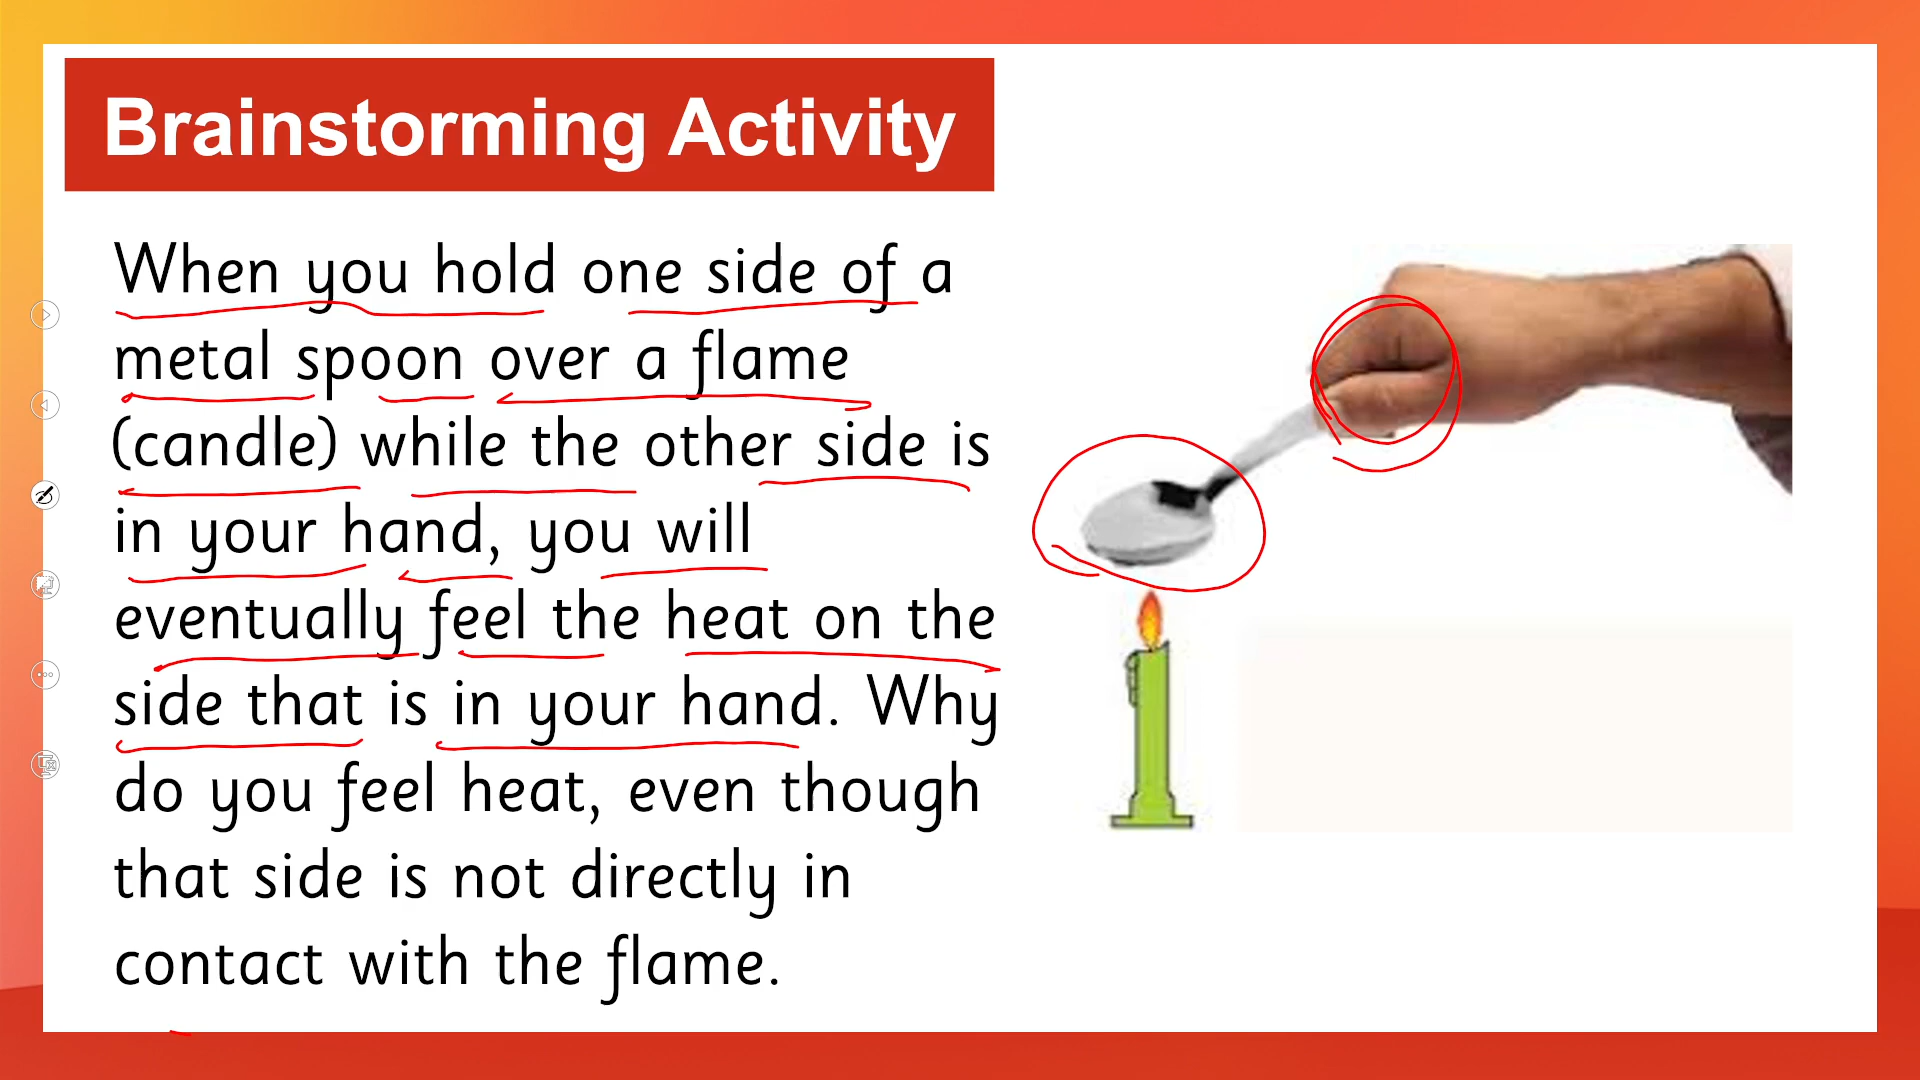 Brainstorming Activity
When you hold one side of a
metal spoon over a flame
(candle) while the other side is
in your hand, you will
eventually feel the heat on the
side that is in your hand. Why
do you feel heat, even though
that side is not directly in
contact with the flame.